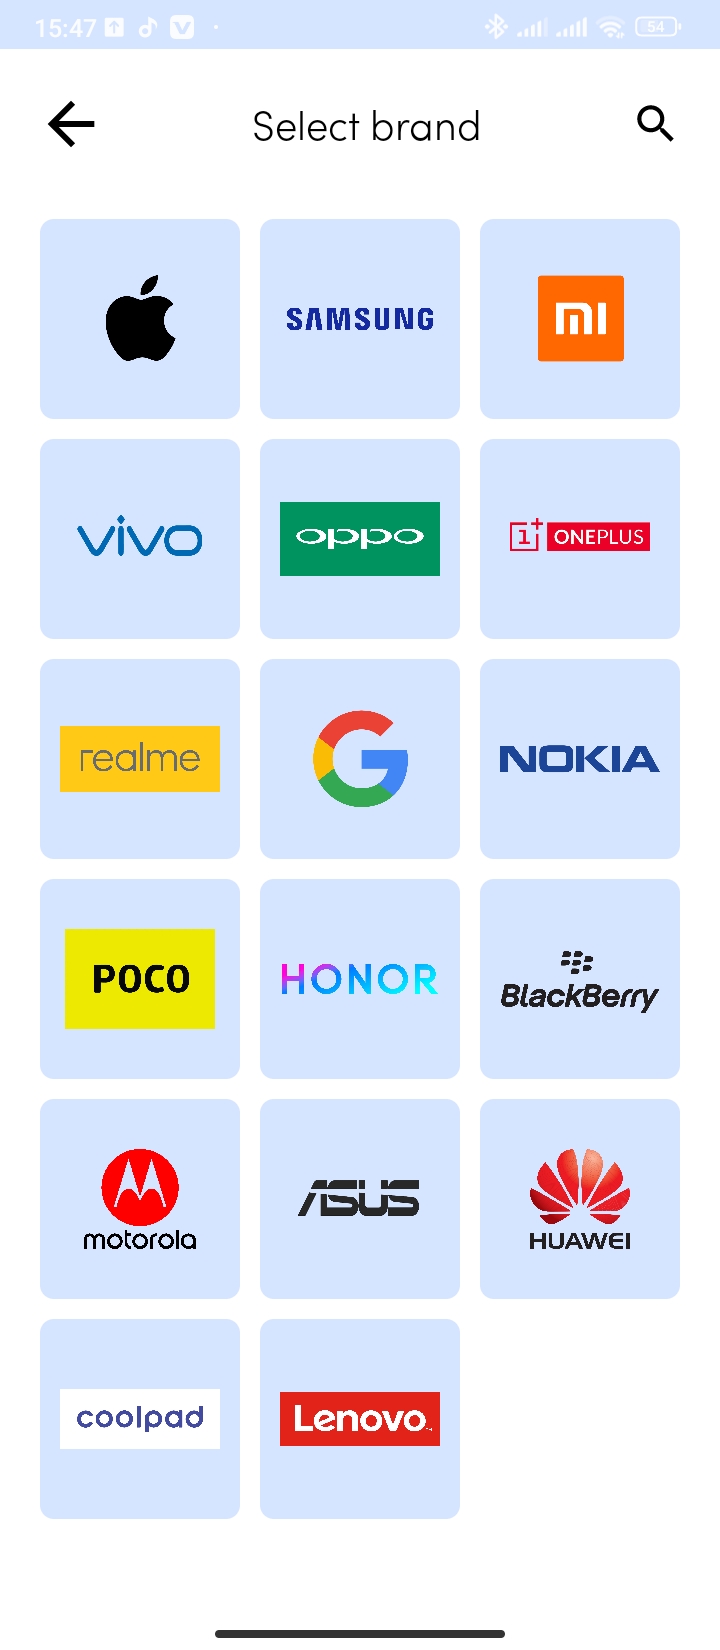 15:47
54
Select brand
SAMSUNG
mi
vivo
oppo
1+ ONEPLUS
realme
G
NOKIA
POCO
HONOR
BlackBerry
motorola
ASUS
HUAWEI
coolpad
Lenovo